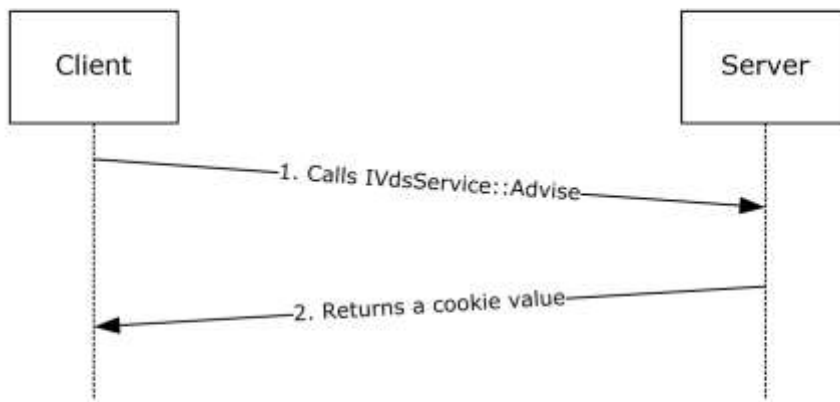 Client
Server
1. Calls IVdsService::Advise
2. Returns a cookie value